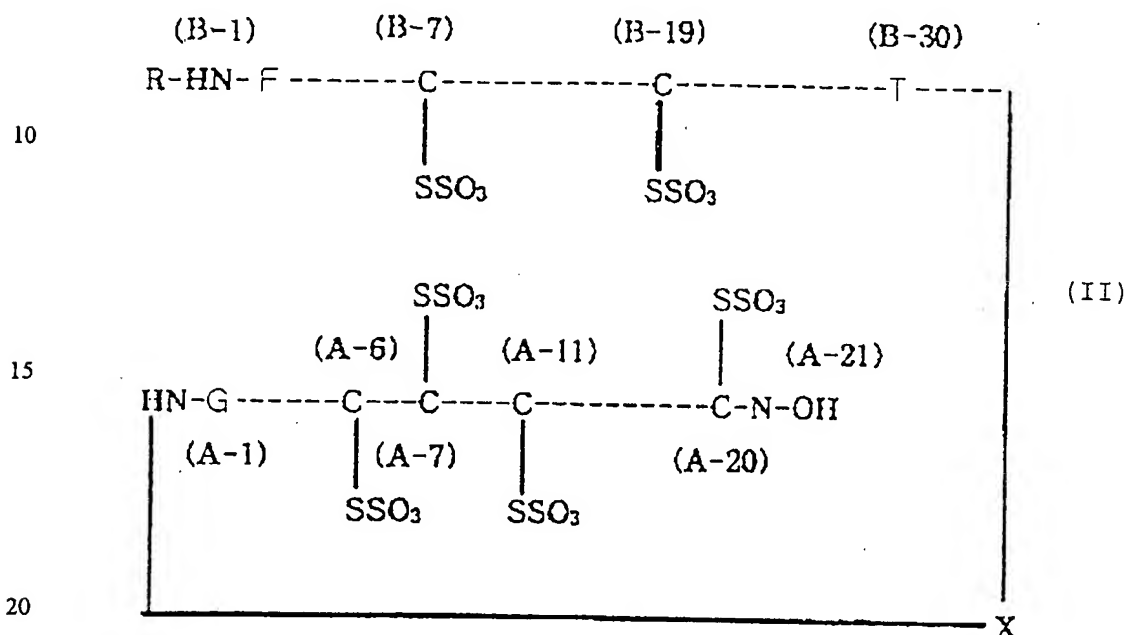 (B-1) (B-7) (B-19) (B-30)
R-HN-F------C----------C----------T-----
10
SSO₃ SSO₃
SSO₃ SSO₃ (II)
(A-6) (A-11) (A-21)
15
HN-G-----C---C----C--------C-N-OH
(A-1) (A-7) (A-20)
SSO₃ SSO₃
20
X